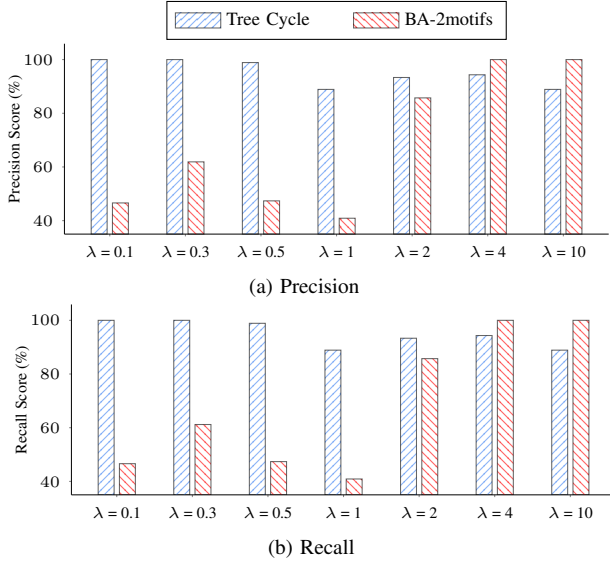 Tree Cycle BA-2motifs
Precision Score (%)
100
80
60
40
λ = 0.1 λ = 0.3 λ = 0.5 λ = 1 λ = 2 λ = 4 λ = 10
(a) Precision
Recall Score (%)
100
80
60
40
λ = 0.1 λ = 0.3 λ = 0.5 λ = 1 λ = 2 λ = 4 λ = 10
(b) Recall